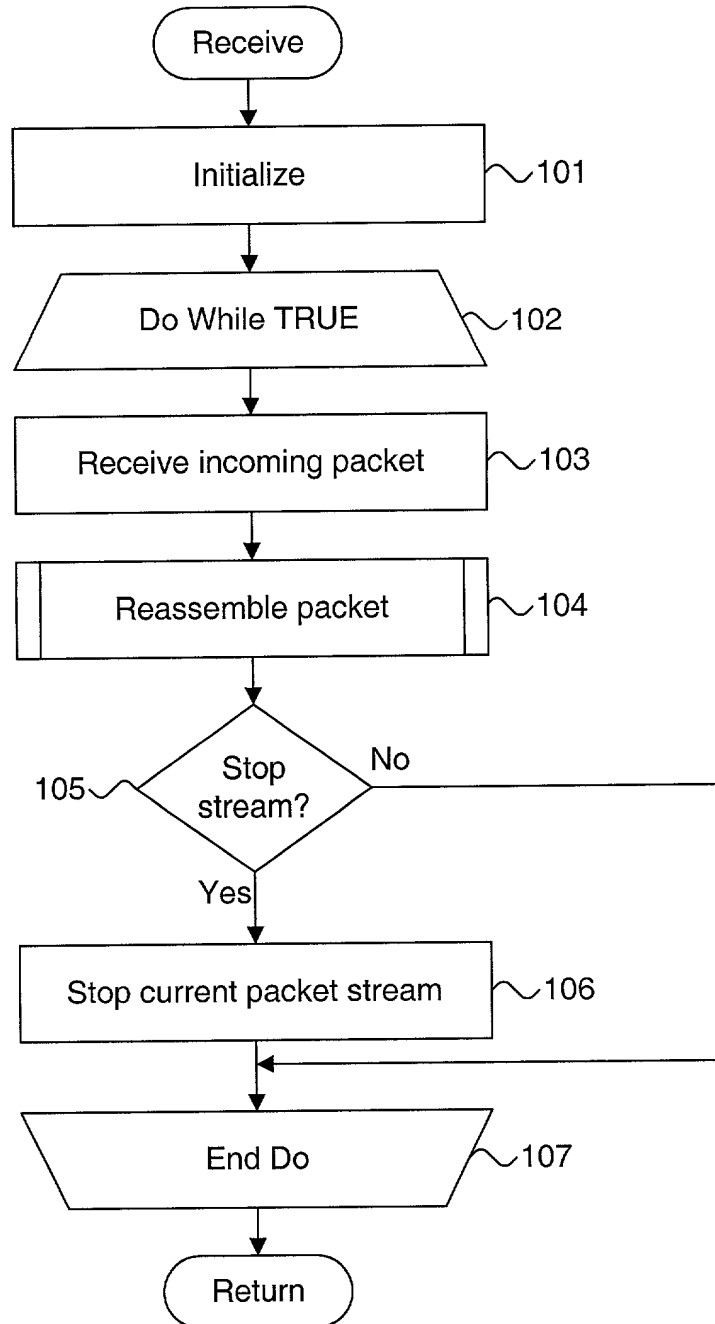 Receive
Initialize
101
Do While TRUE
102
Receive incoming packet
103
Reassemble packet
104
Stop
stream?
105
No
Yes
Stop current packet stream
106
End Do
107
Return